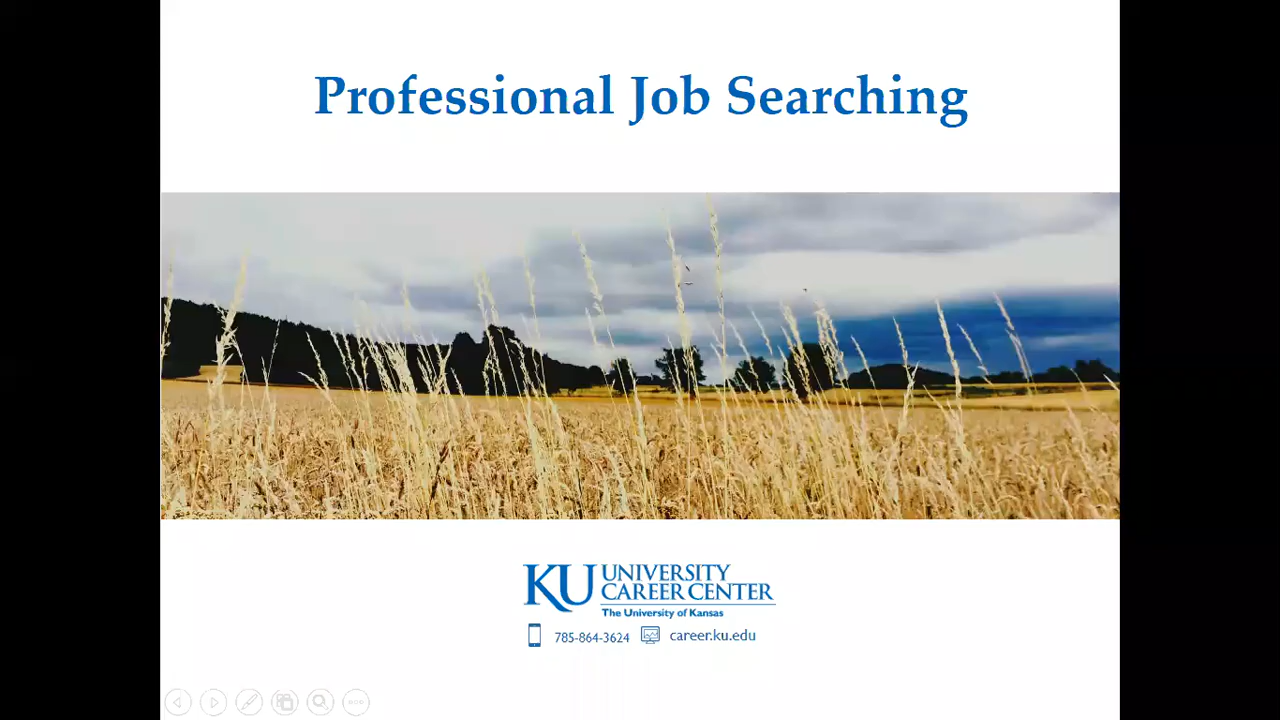 Professional Job Searching
KU UNIVERSITY
CAREER CENTER
The University of Kansas
785-864-3624 career.ku.edu